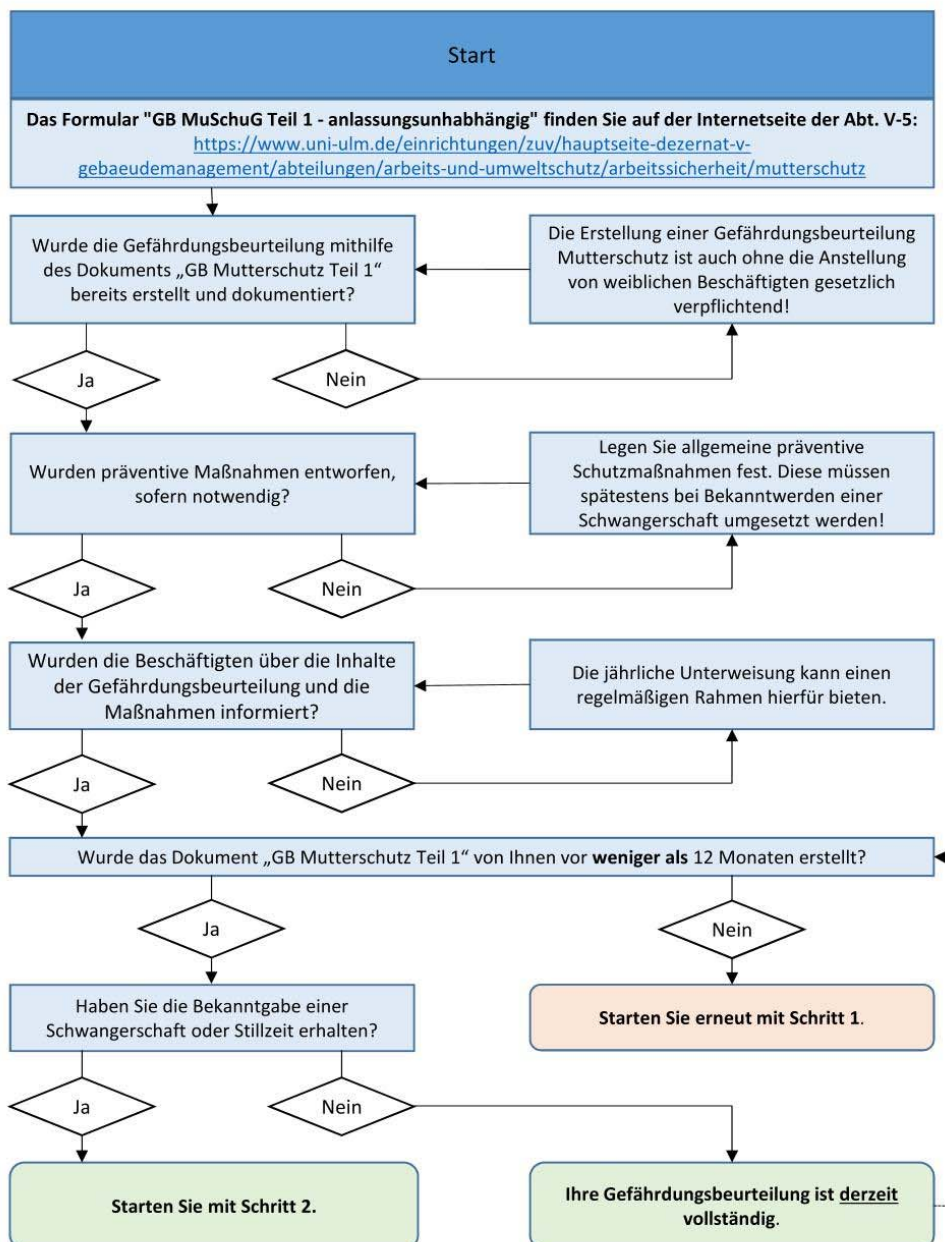 Start
Das Formular "GB MuSchuG Teil 1 - anlassungsunhabhängig" finden Sie auf der Internetseite der Abt. V-5:
https://www.uni-ulm.de/einrichtungen/zuv/hauptseite-dezernat-v-
gebaeudemanagement/abteilungen/arbeits-und-umweltschutz/arbeitssicherheit/mutterschutz
Wurde die Gefährdungsbeurteilung mithilfe
des Dokuments „GB Mutterschutz Teil 1“
bereits erstellt und dokumentiert?
Die Erstellung einer Gefährdungsbeurteilung
Mutterschutz ist auch ohne die Anstellung
von weiblichen Beschäftigten gesetzlich
verpflichtend!
Ja
Nein
Wurden präventive Maßnahmen entworfen,
sofern notwendig?
Legen Sie allgemeine präventive
Schutzmaßnahmen fest. Diese müssen
spätestens bei Bekanntwerden einer
Schwangerschaft umgesetzt werden!
Ja
Nein
Wurden die Beschäftigten über die Inhalte
der Gefährdungsbeurteilung und die
Maßnahmen informiert?
Die jährliche Unterweisung kann einen
regelmäßigen Rahmen hierfür bieten.
Ja
Nein
Wurde das Dokument „GB Mutterschutz Teil 1“ von Ihnen vor weniger als 12 Monaten erstellt?
Ja
Nein
Haben Sie die Bekanntgabe einer
Schwangerschaft oder Stillzeit erhalten?
Starten Sie erneut mit Schritt 1.
Ja
Nein
Starten Sie mit Schritt 2.
Ihre Gefährdungsbeurteilung ist derzeit
vollständig.